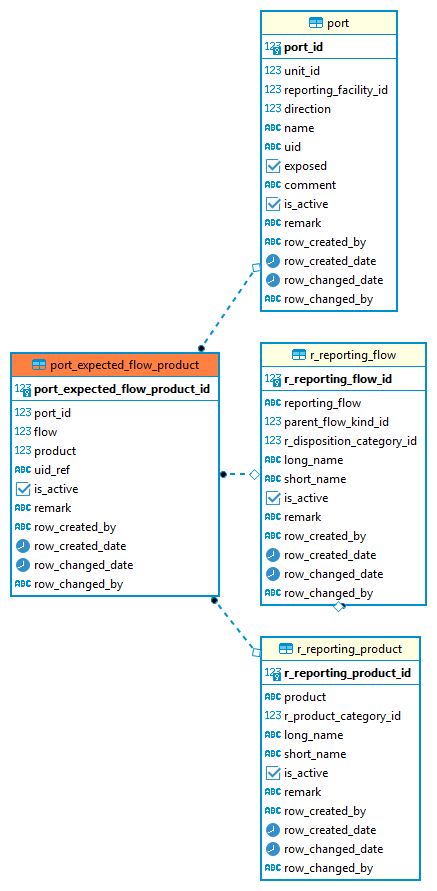 port
123 port_id
123 unit_id
123 reporting_facility_id
123 direction
ABC name
ABC uid
exposed
ABC comment
is_active
ABC remark
ABC row_created_by
row_created_date
row_changed_date
ABC row_changed_by
port_expected_flow_product
123 port_expected_flow_product_id
123 port_id
123 flow
123 product
ABC uid_ref
is_active
ABC remark
ABC row_created_by
row_created_date
row_changed_date
ABC row_changed_by
r_reporting_flow
123 r_reporting_flow_id
ABC reporting_flow
123 parent_flow_kind_id
123 r_disposition_category_id
ABC long_name
ABC short_name
is_active
ABC remark
ABC row_created_by
row_created_date
row_changed_date
ABC row_changed_by
r_reporting_product
123 r_reporting_product_id
ABC product
123 r_product_category_id
ABC long_name
ABC short_name
is_active
ABC remark
ABC row_created_by
row_created_date
row_changed_date
ABC row_changed_by